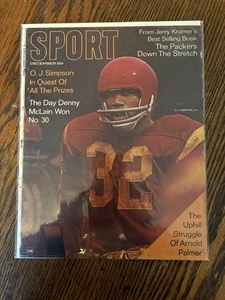 SPORT
DECEMBER 50¢
From Jerry Kramer's
Best Selling Book
The Packers
Down The Stretch
O. J. Simpson
In Quest Of
All The Prizes
The Day Denny
McLain Won
No. 30
32
The
Uphill
Struggle
Of Arnold
Palmer